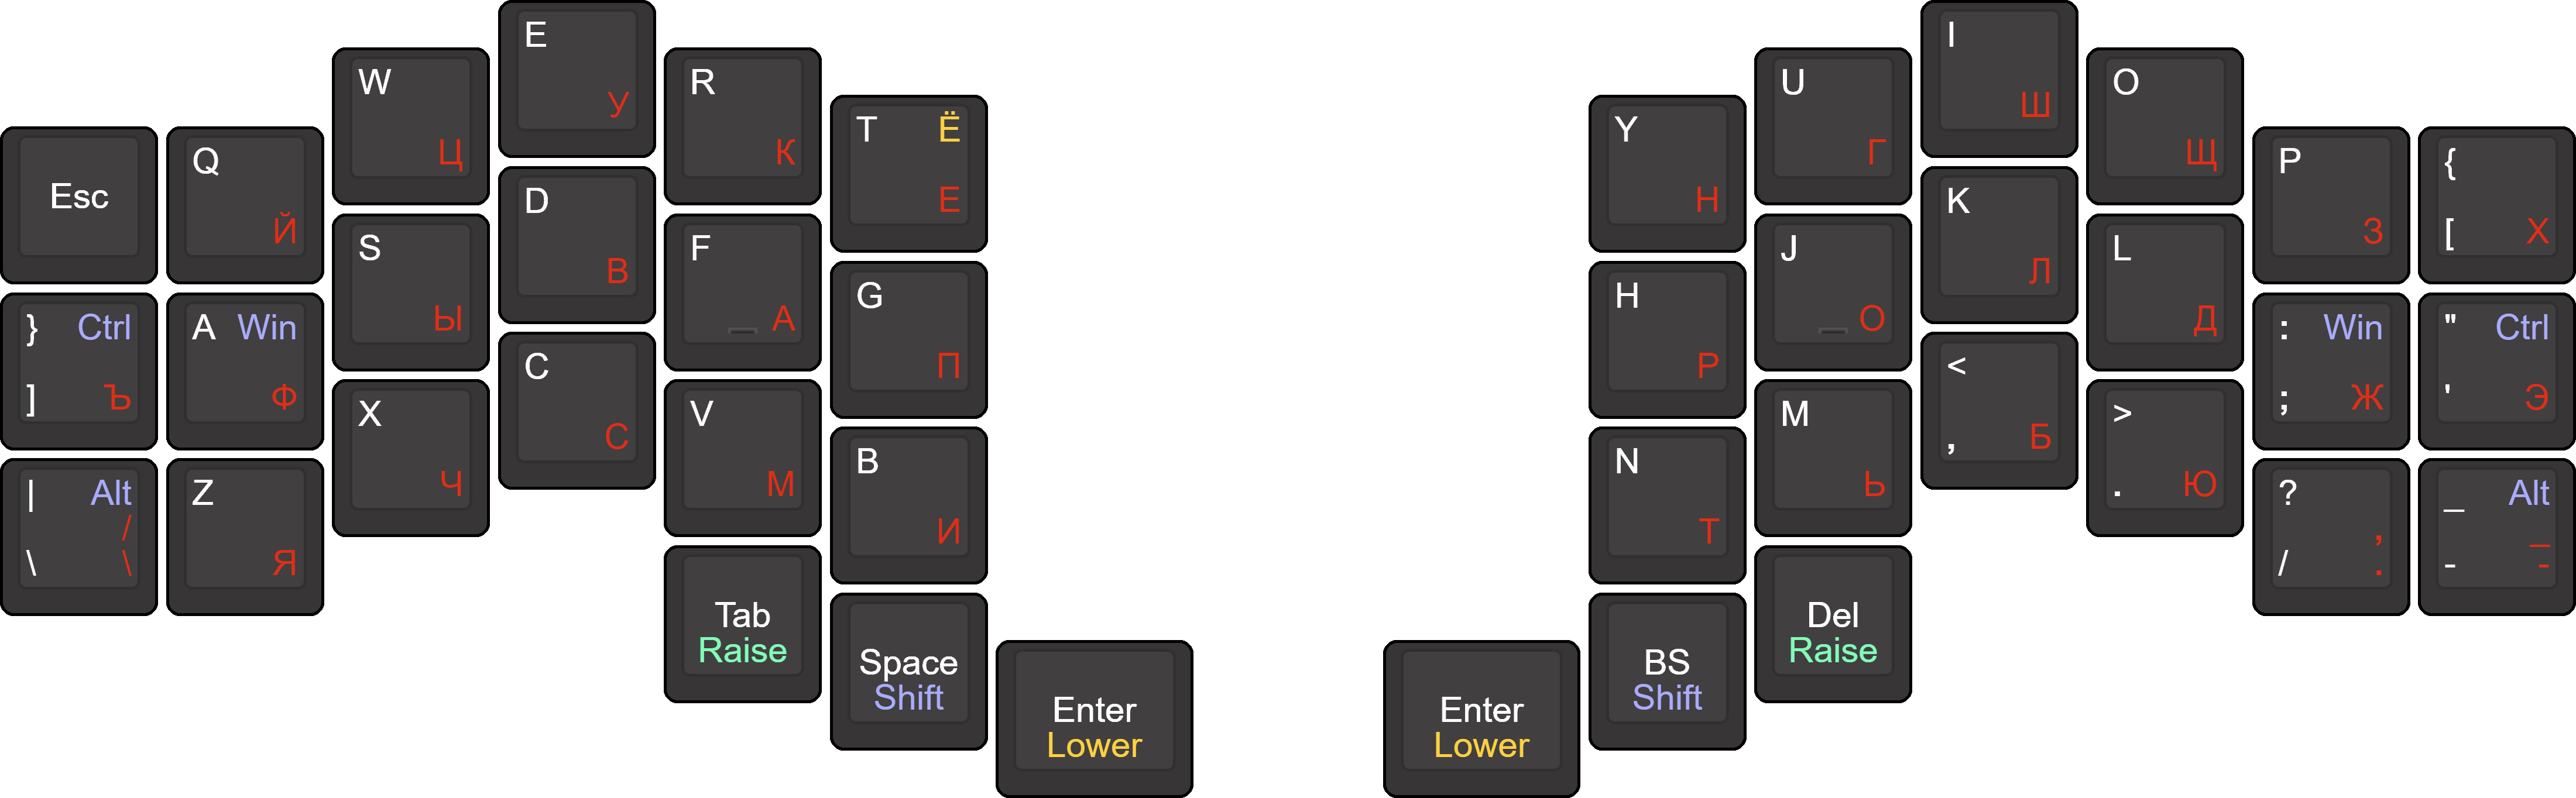 Esc
Q
Й
W
Ц
E
У
R
К
T Ё
Е
Y
Н
U
Г
I
Ш
O
Щ
P
З
{
[ Х
} Ctrl
] Ъ
A Win
Ф
S
Ы
D
В
F
_ А
G
П
H
Р
J
_ О
K
Л
L
Д
: Win
; Ж
" Ctrl
' Э
| Alt
/
\ \
Z
Я
X
Ч
C
С
V
М
B
И
N
Т
M
Ь
<
, Б
>
. Ю
?
,
/ .
_ Alt
_
- -
Tab
Raise
Space
Shift
Enter
Lower
Enter
Lower
BS
Shift
Del
Raise